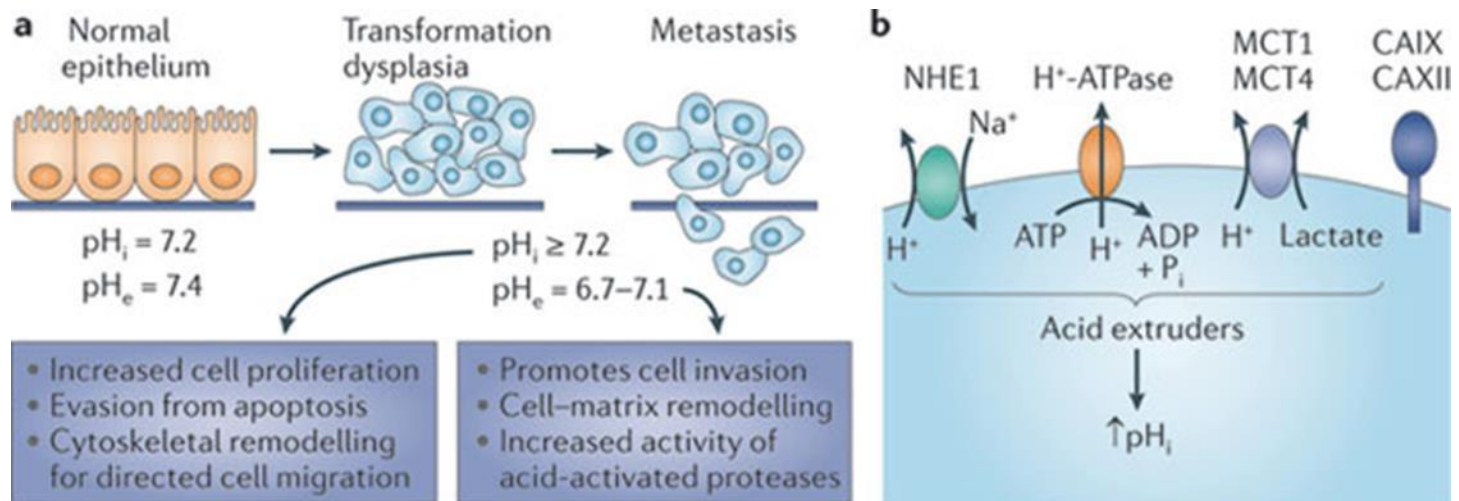 a
Normal
epithelium
Transformation
dysplasia
Metastasis
pHᵢ = 7.2
pHₑ = 7.4
pHᵢ ≥ 7.2
pHₑ = 6.7–7.1
• Increased cell proliferation
• Evasion from apoptosis
• Cytoskeletal remodelling
for directed cell migration
• Promotes cell invasion
• Cell–matrix remodelling
• Increased activity of
acid-activated proteases
b
NHE1
H⁺-ATPase
MCT1
MCT4
CAIX
CAXII
Na⁺
H⁺
ATP
H⁺
ADP
+ Pᵢ
H⁺
Lactate
Acid extruders
↑pHᵢ